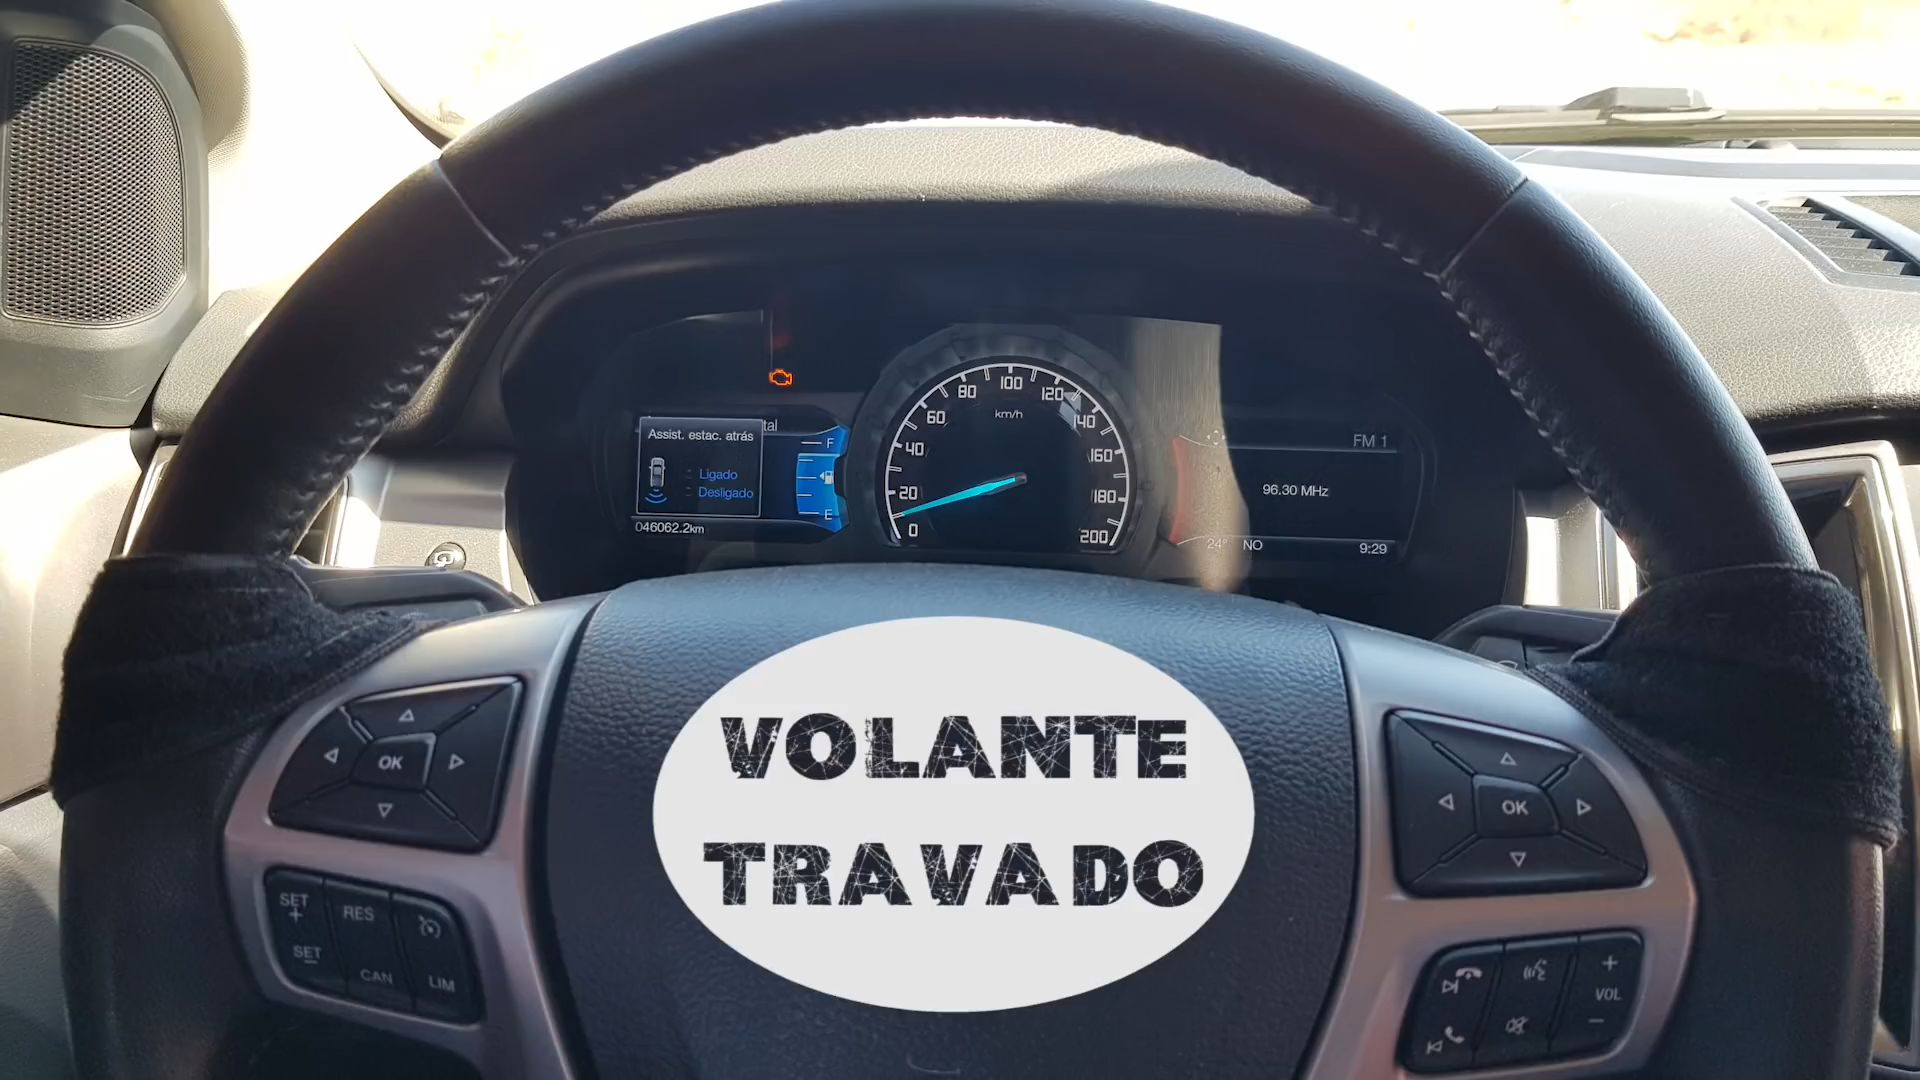 tal
Assist. estac. atrás
Ligado
Desligado
F
E
046062.2km
0
20
40
60
80
100
120
140
160
180
200
km/h
FM 1
96.30 MHz
24° NO 9:29
VOLANTE
TRAVADO
OK
SET
+
RES
SET
-
CAN
LIM
OK
+
VOL
-